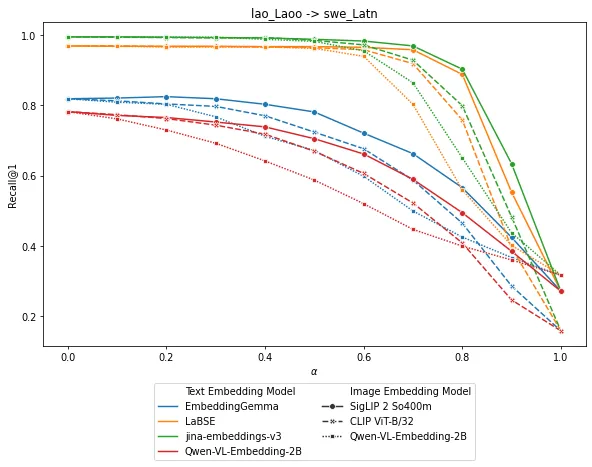 lao_Laoo -> swe_Latn
Recall@1
1.0
0.8
0.6
0.4
0.2
0.0 0.2 0.4 0.6 0.8 1.0
α
Text Embedding Model
EmbeddingGemma
LaBSE
jina-embeddings-v3
Qwen-VL-Embedding-2B
Image Embedding Model
SigLIP 2 So400m
CLIP ViT-B/32
Qwen-VL-Embedding-2B